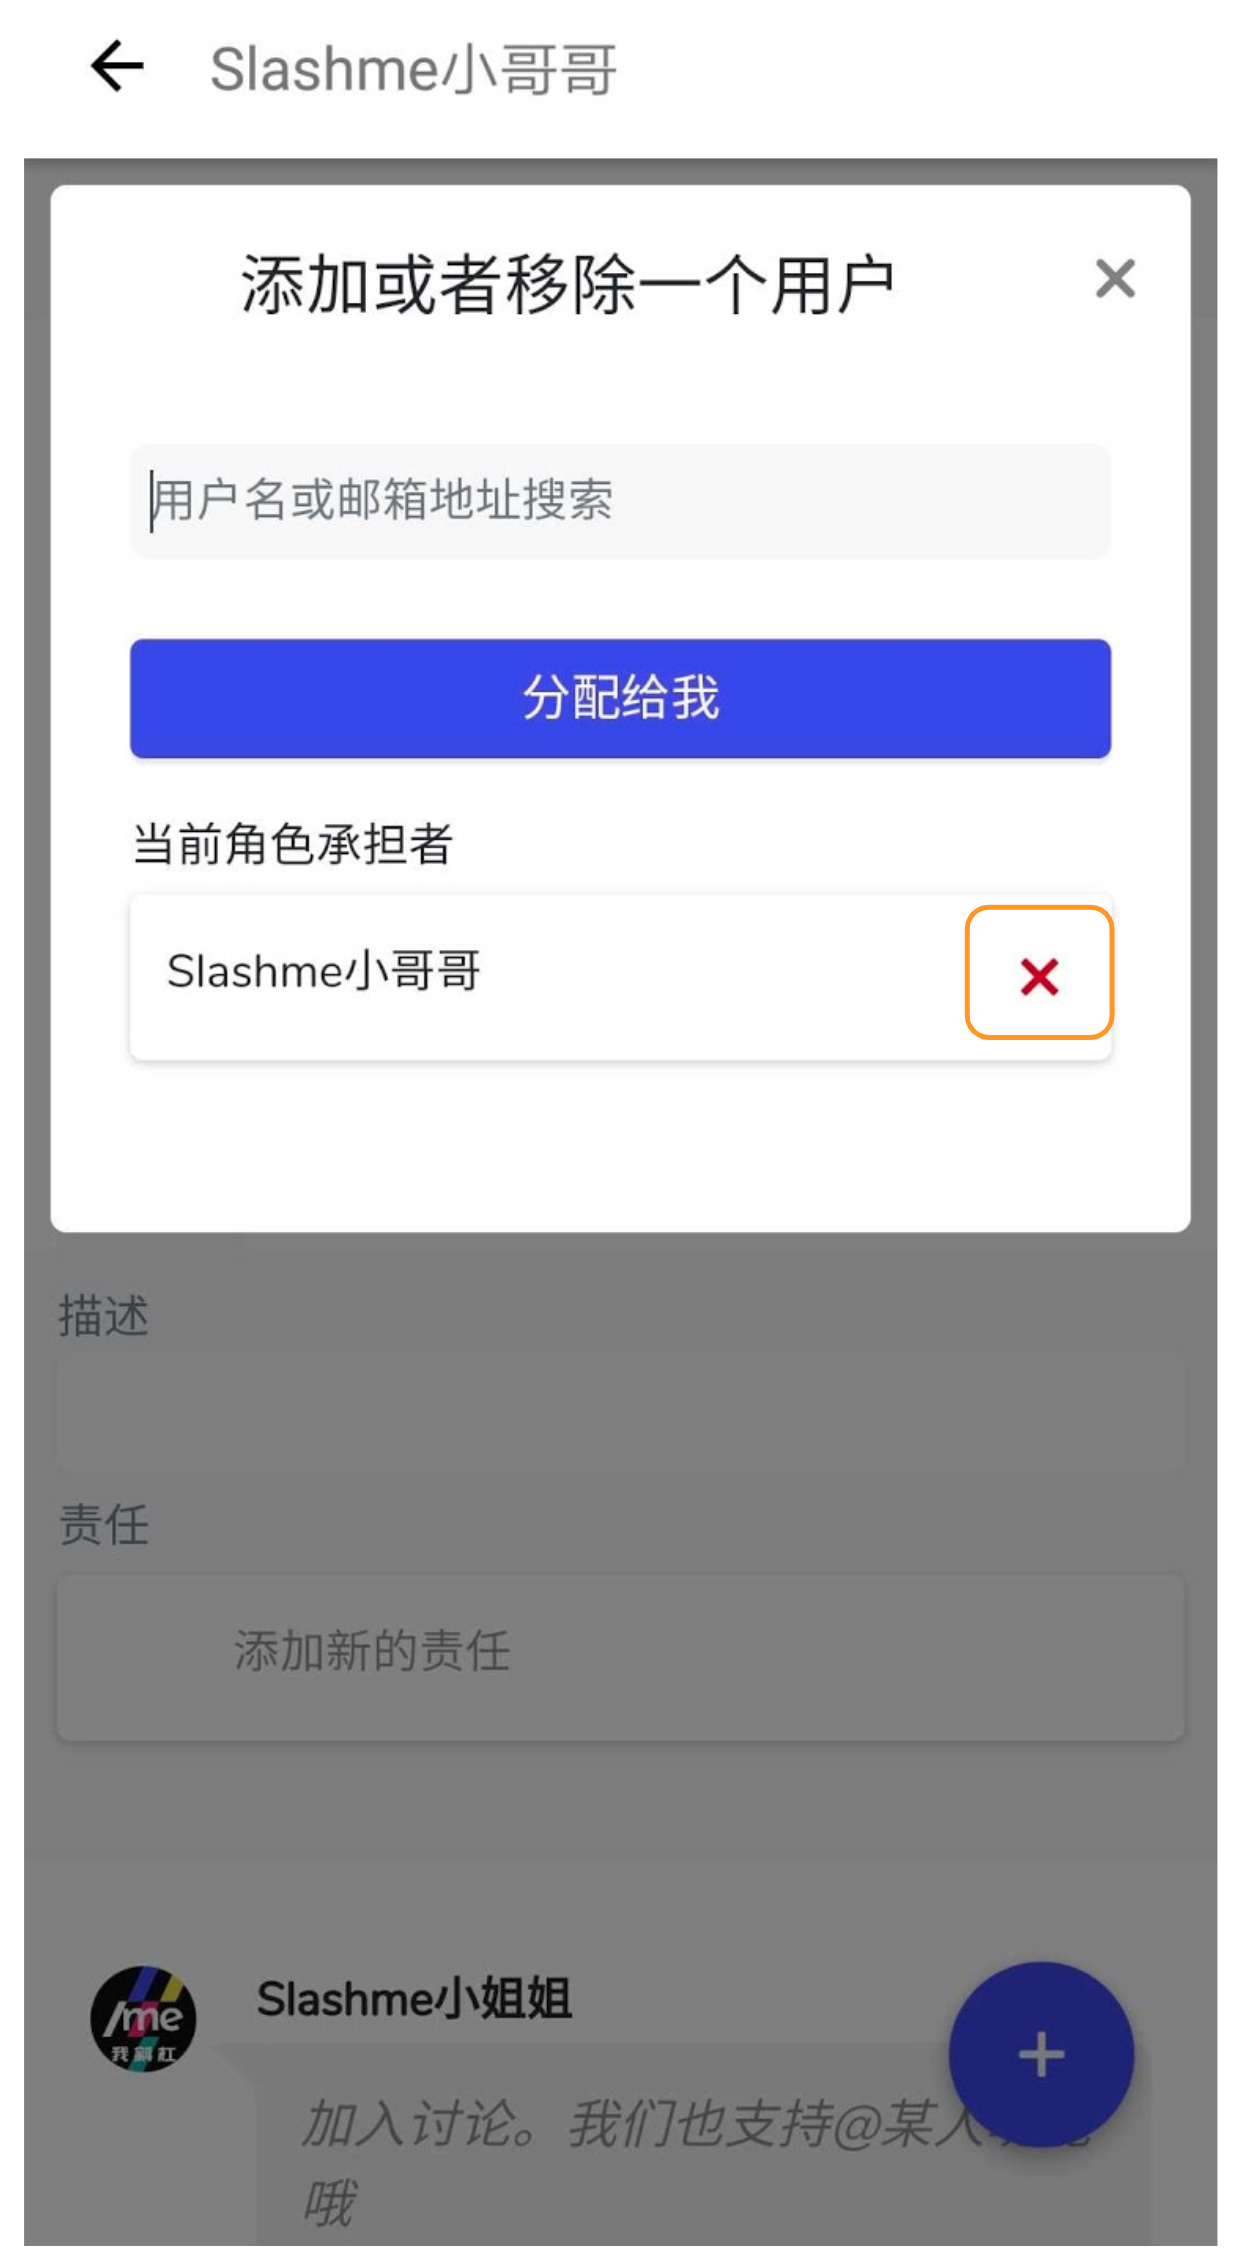 Slashme小哥哥
添加或者移除一个用户
用户名或邮箱地址搜索
分配给我
当前角色承担者
Slashme小哥哥
描述
责任
添加新的责任
/me
我斜杠
Slashme小姐姐
加入讨论。我们也支持@某人
哦